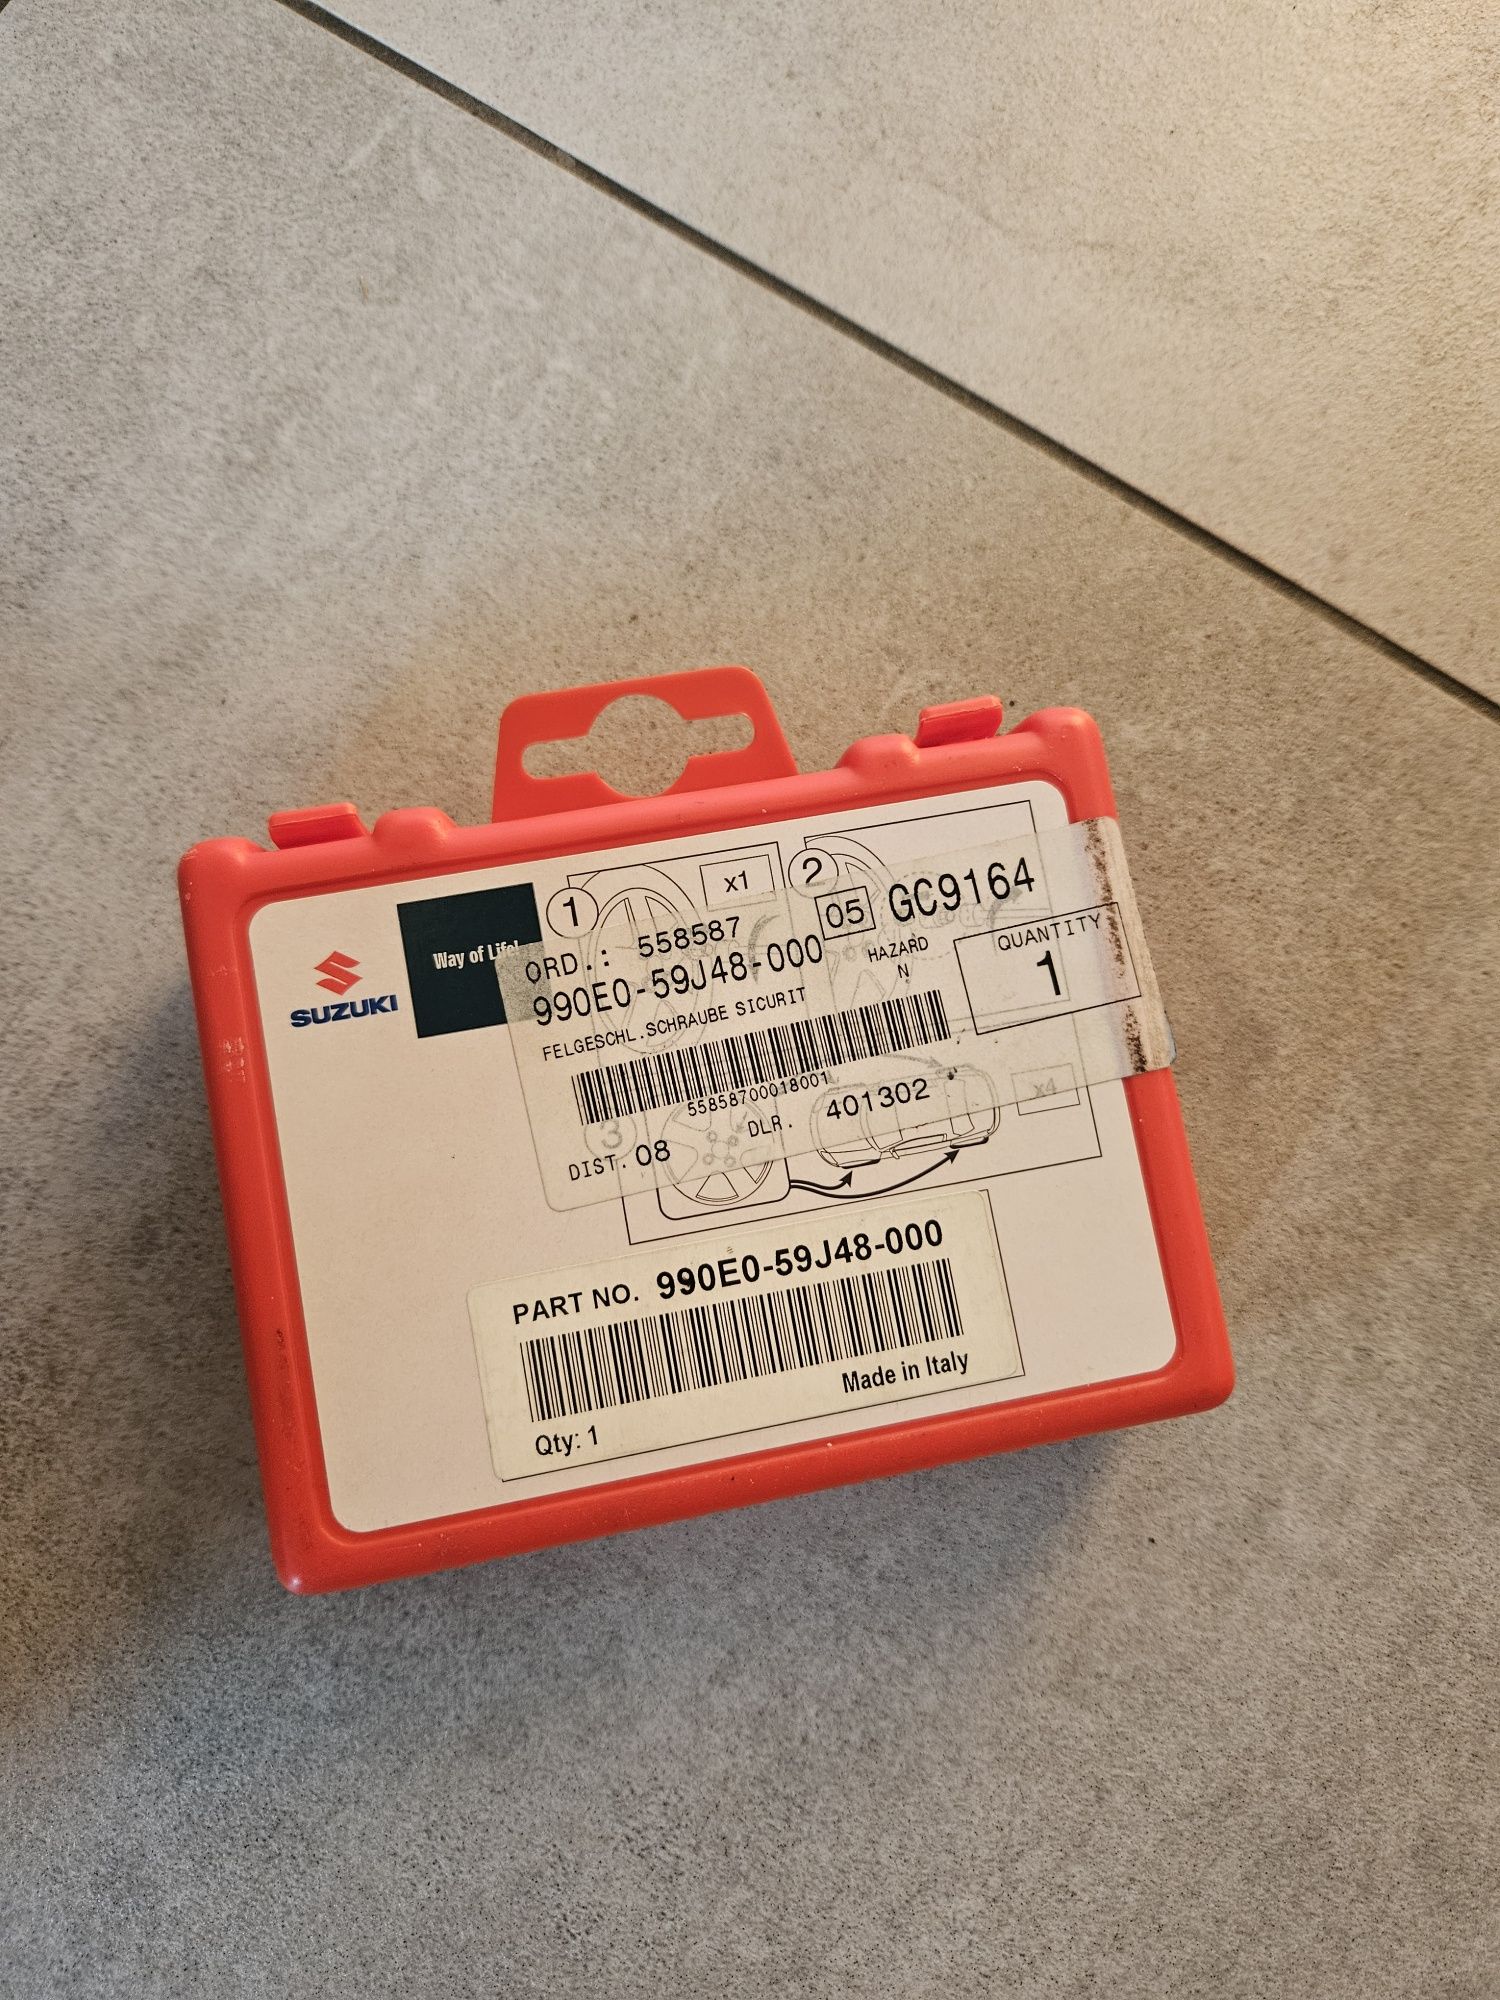 SUZUKI
Way of Life!
1
x1
2
ORD.: 558587
05 GC9164
990E0-59J48-000
HAZARD
N
QUANTITY
1
FELGESCHL.SCHRAUBE SICURIT
55858700018001
3
x4
DIST. 08
DLR. 401302
PART NO. 990E0-59J48-000
Made in Italy
Qty: 1